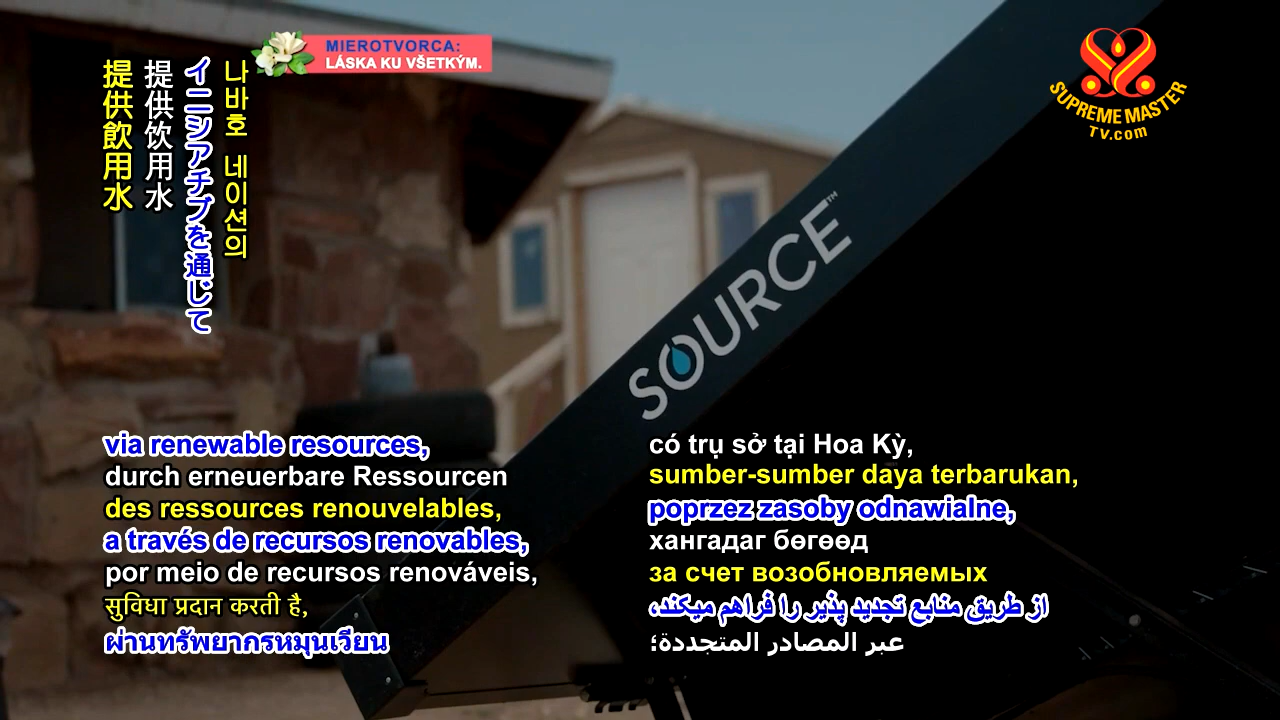 MIEROTVORCA:
LÁSKA KU VŠETKÝM.
SUPREME MASTER
TV.com
提供飲用水
提供饮用水
イニシアチブを通じて
나바호 네이션의
SOURCE™
via renewable resources,
durch erneuerbare Ressourcen
des ressources renouvelables,
a través de recursos renovables,
por meio de recursos renováveis,
सुविधा प्रदान करती है,
ผ่านทรัพยากรหมุนเวียน
có trụ sở tại Hoa Kỳ,
sumber-sumber daya terbarukan,
poprzez zasoby odnawialne,
хангадаг бөгөөд
за счет возобновляемых
از طریق منابع تجدید پذیر را فراهم میکند،
عبر المصادر المتجددة؛